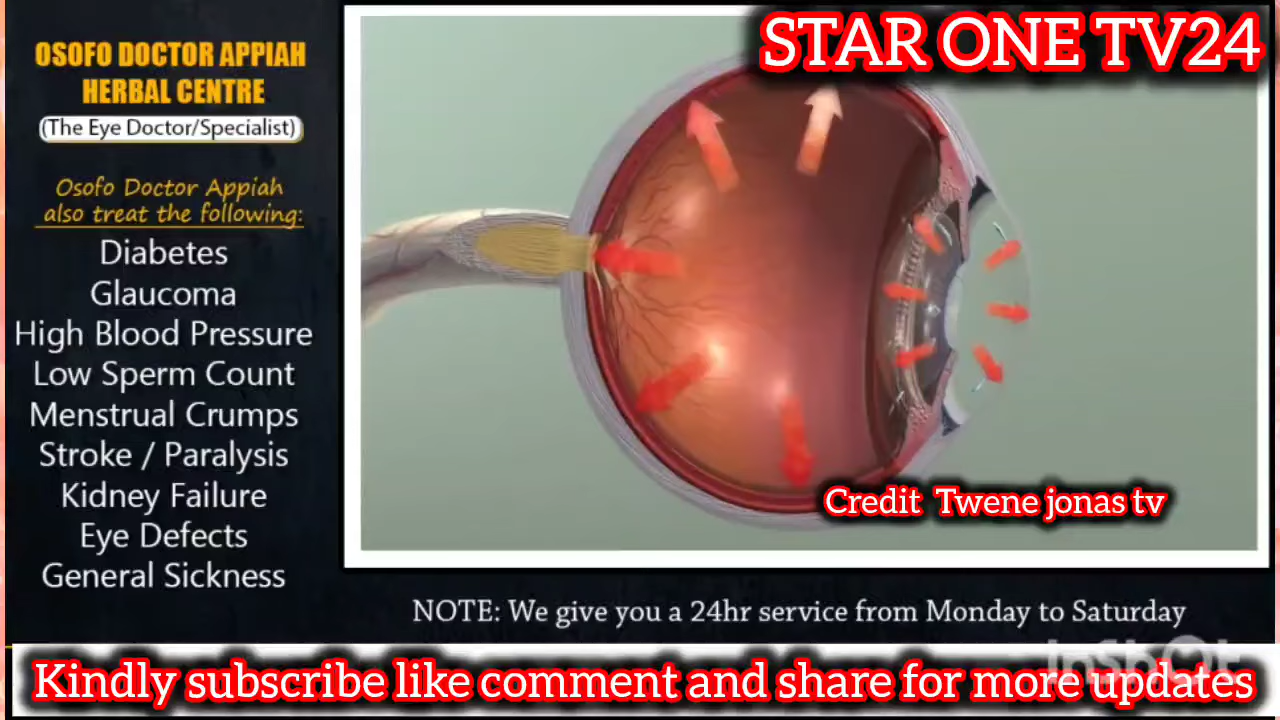 OSOFO DOCTOR APPIAH
HERBAL CENTRE
(The Eye Doctor/Specialist)
Osofo Doctor Appiah
also treat the following:
Diabetes
Glaucoma
High Blood Pressure
Low Sperm Count
Menstrual Crumps
Stroke / Paralysis
Kidney Failure
Eye Defects
General Sickness
STAR ONE TV24
Credit Twene jonas tv
NOTE: We give you a 24hr service from Monday to Saturday
InShOt
Kindly subscribe like comment and share for more updates